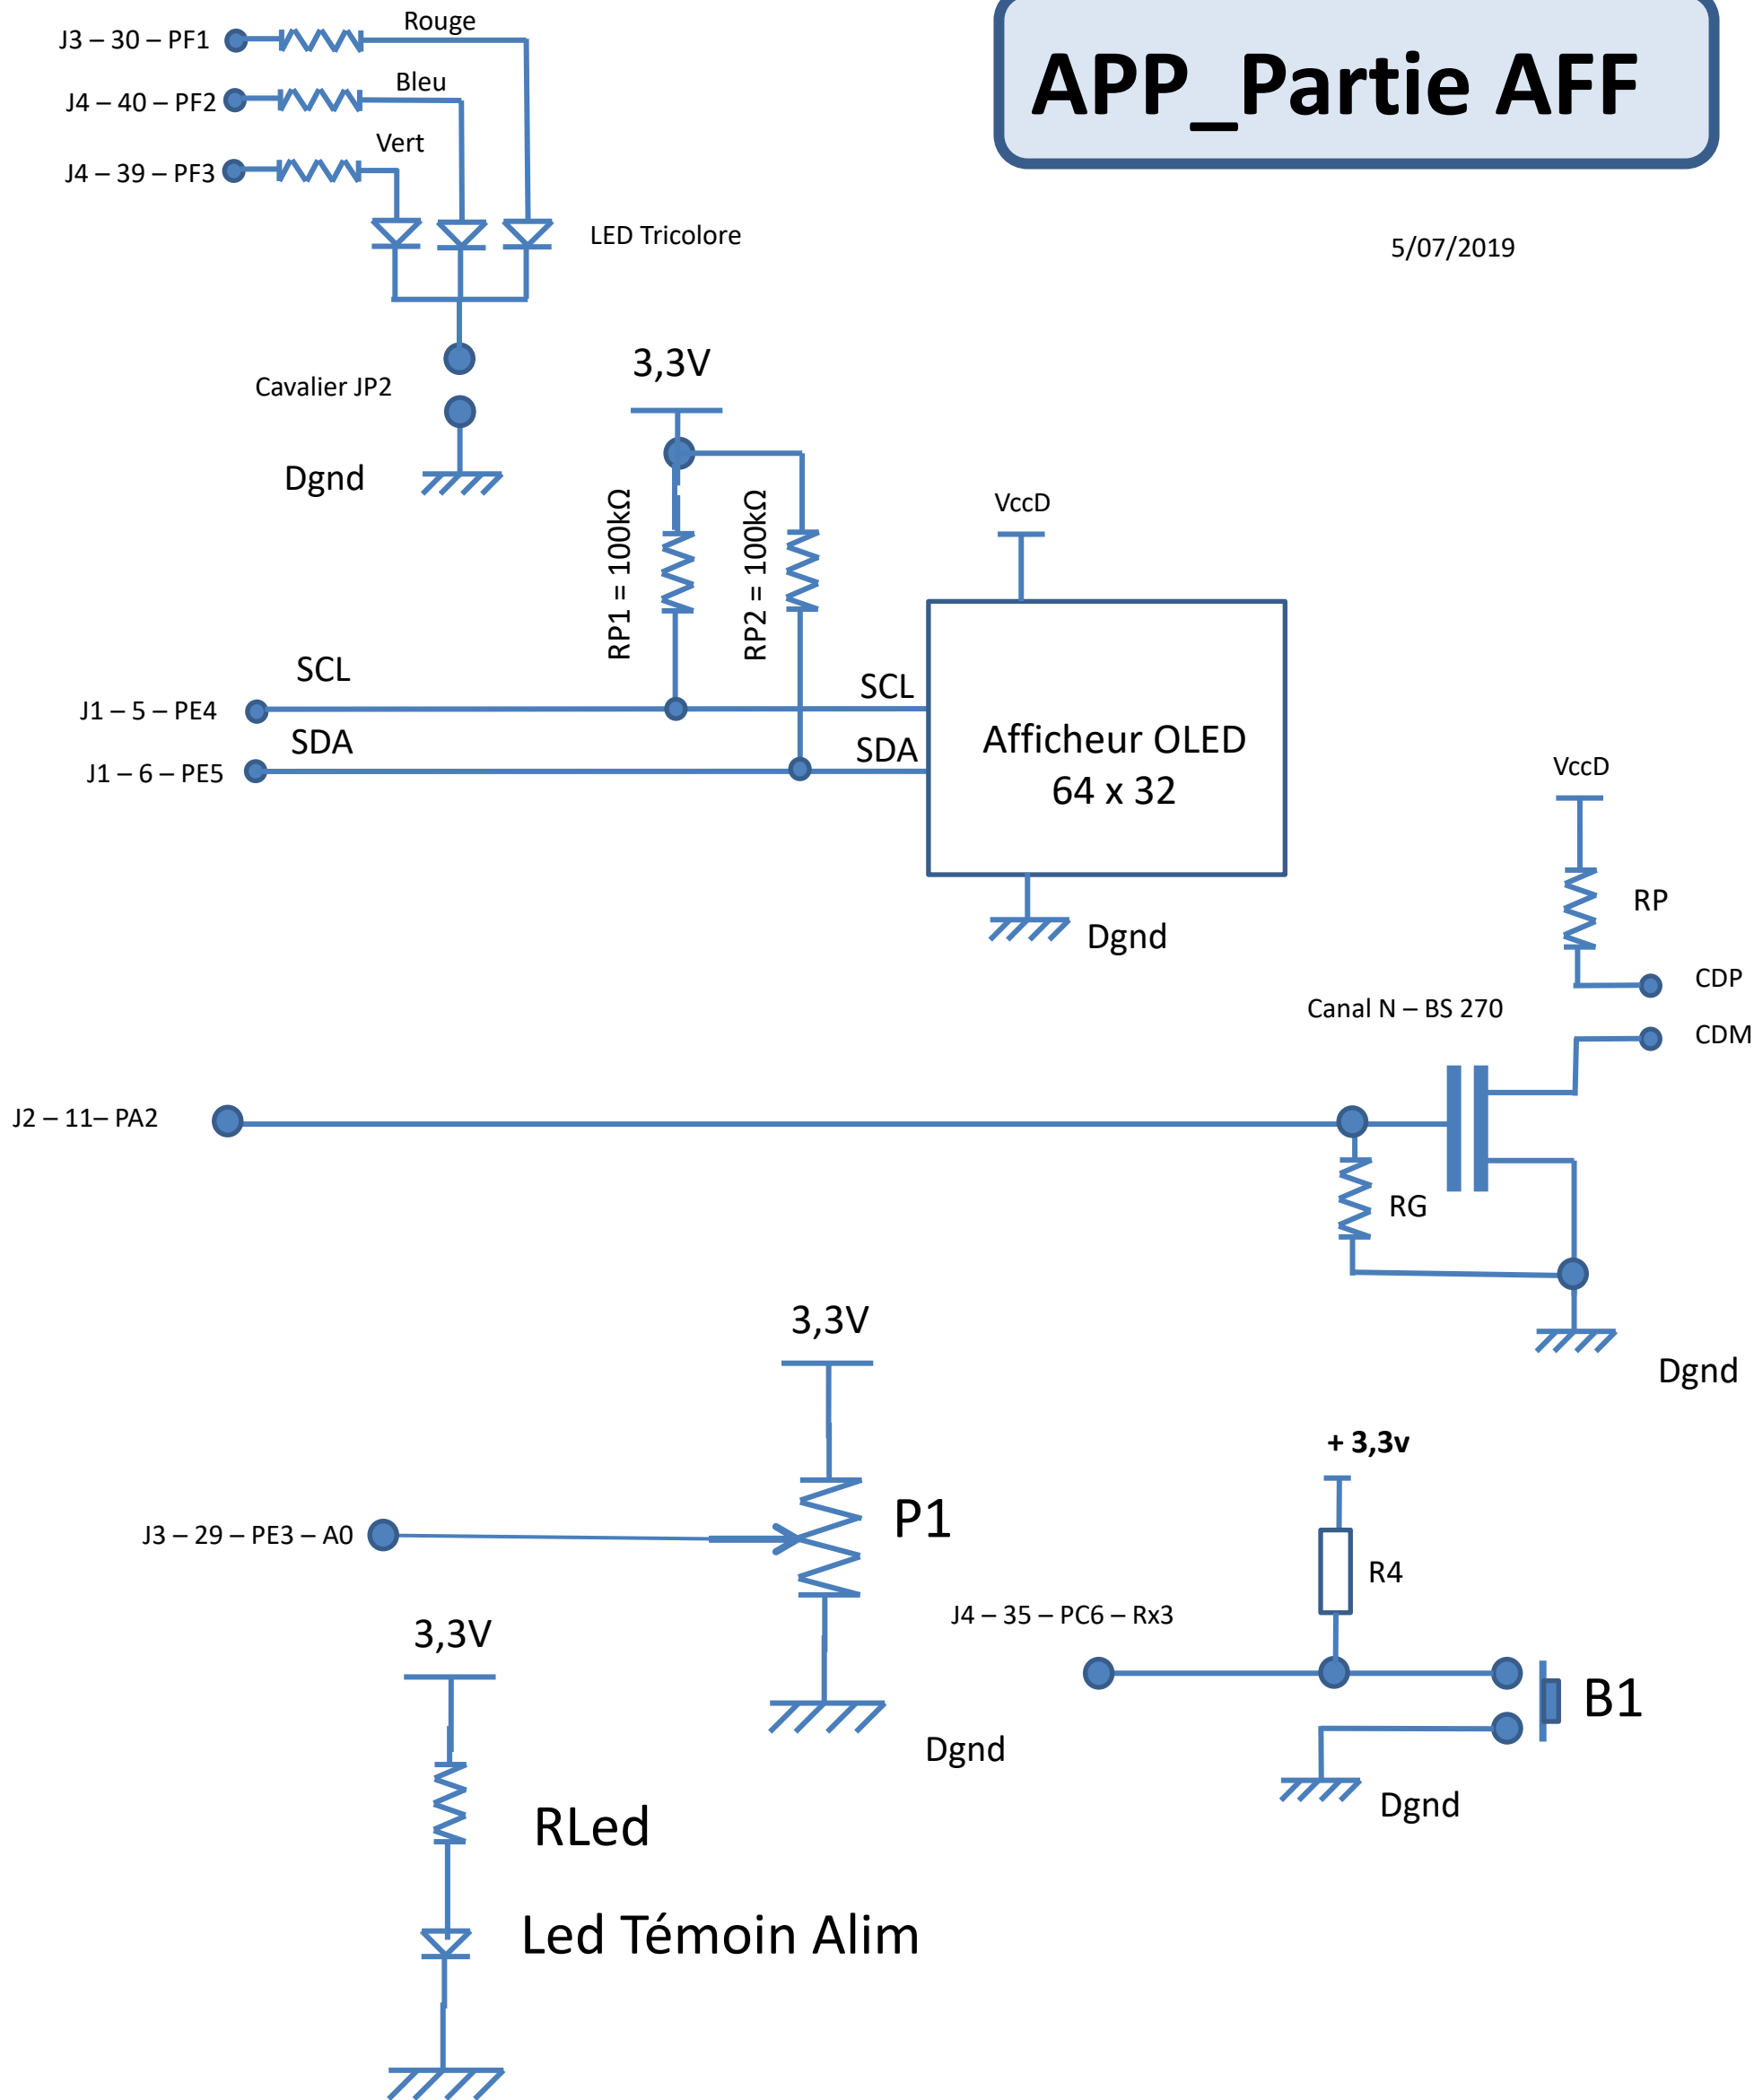 APP_Partie AFF
5/07/2019
Rouge
J3 – 30 – PF1
Bleu
J4 – 40 – PF2
Vert
J4 – 39 – PF3
LED Tricolore
Cavalier JP2
Dgnd
3,3V
RP1 = 100kΩ
RP2 = 100kΩ
VccD
SCL
SCL
J1 – 5 – PE4
SDA
SDA
J1 – 6 – PE5
Afficheur OLED
64 x 32
Dgnd
VccD
RP
CDP
CDM
Canal N – BS 270
J2 – 11– PA2
RG
Dgnd
3,3V
P1
J3 – 29 – PE3 – A0
Dgnd
+ 3,3v
R4
J4 – 35 – PC6 – Rx3
B1
Dgnd
3,3V
RLed
Led Témoin Alim